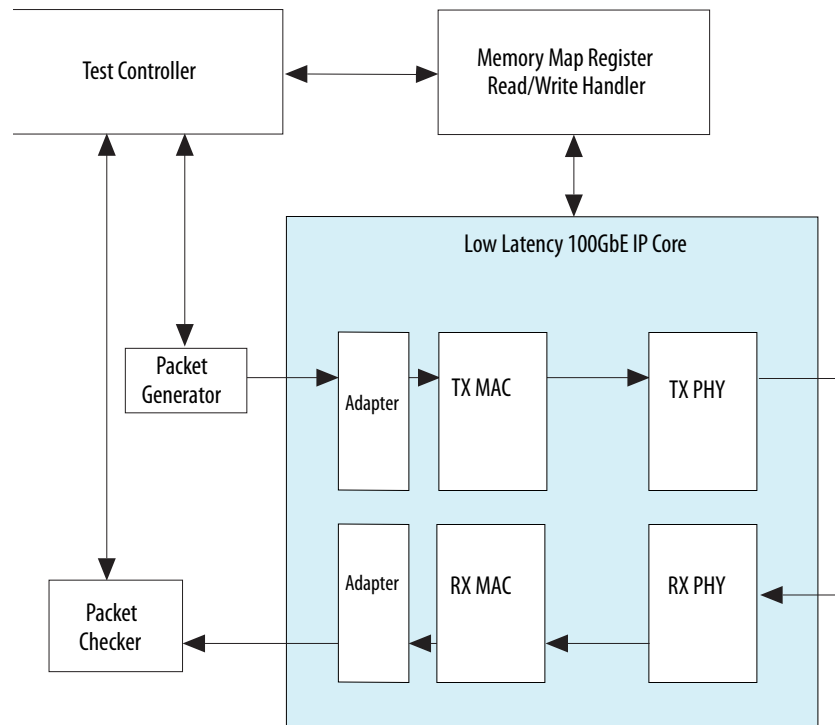 Test Controller
Memory Map Register
Read/Write Handler
Low Latency 100GbE IP Core
Packet
Generator
Adapter
TX MAC
TX PHY
Adapter
RX MAC
RX PHY
Packet
Checker